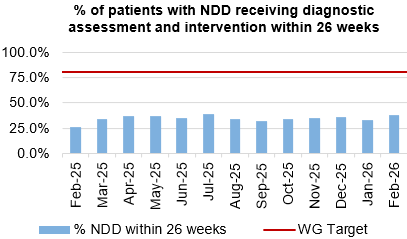 % of patients with NDD receiving diagnostic
assessment and intervention within 26 weeks
100.0%
75.0%
50.0%
25.0%
0.0%
Feb-25
Mar-25
Apr-25
May-25
Jun-25
Jul-25
Aug-25
Sep-25
Oct-25
Nov-25
Dec-25
Jan-26
Feb-26
% NDD within 26 weeks
WG Target